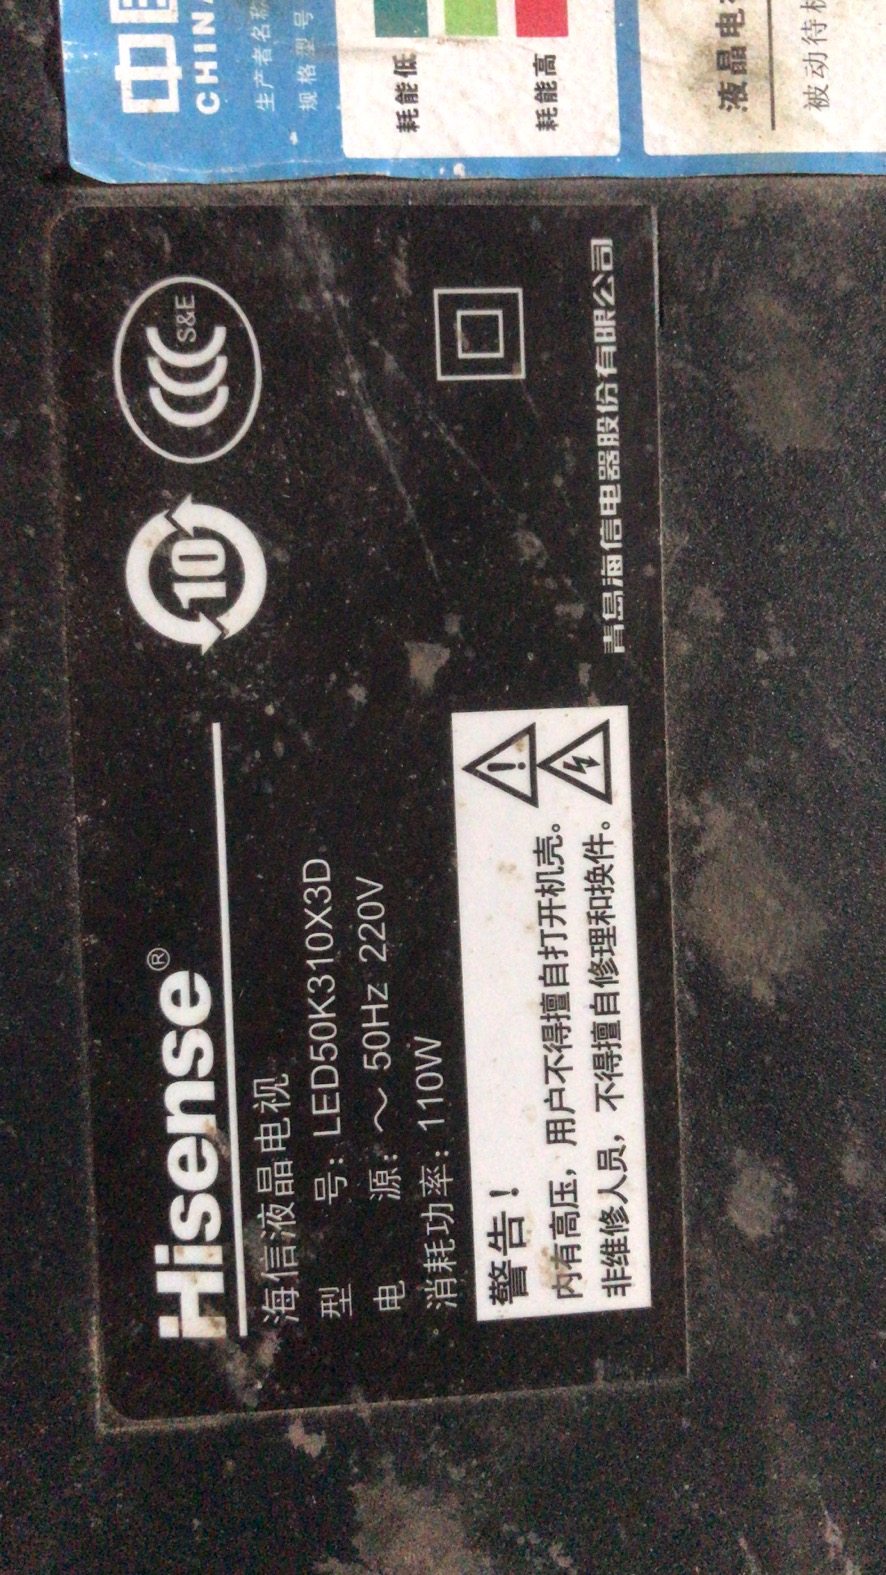 Hisense®
海信液晶电视
型 号: LED50K310X3D
电 源: ～ 50Hz 220V
消耗功率: 110W
警告！
内有高压，用户不得擅自打开机壳。
非维修人员，不得擅自修理和换件。
10
CCC S&E
青岛海信电器股份有限公司
中国
CHINA
生产者名称
规格型号
耗能低
耗能高
液晶电
被动待机